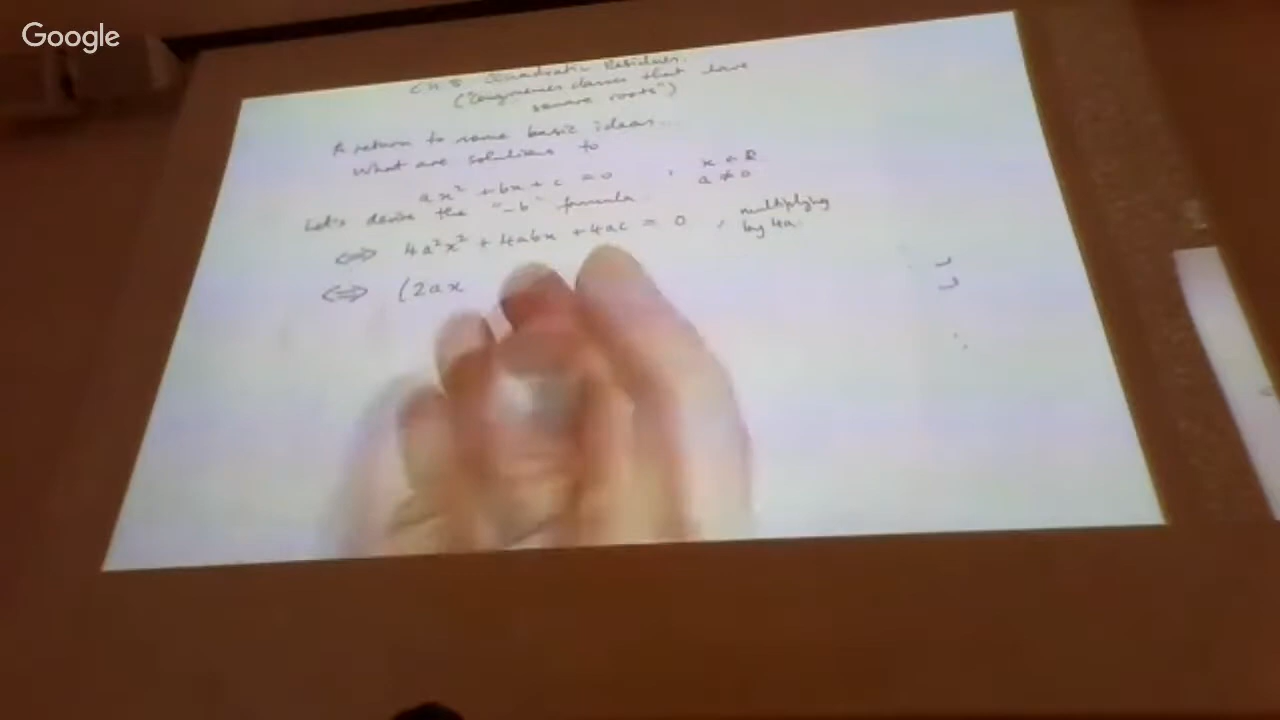 Google
Ch. 5 Quadratic Residues.
("Congruence classes that have
square roots")
A return to some basic ideas...
What are solutions to
ax² + bx + c = 0 , x ∈ ℝ
a ≠ 0
Let's derive the "-b" formula.
⟺ 4a²x² + 4abx + 4ac = 0 , multiplying
by 4a.
⟺ (2ax